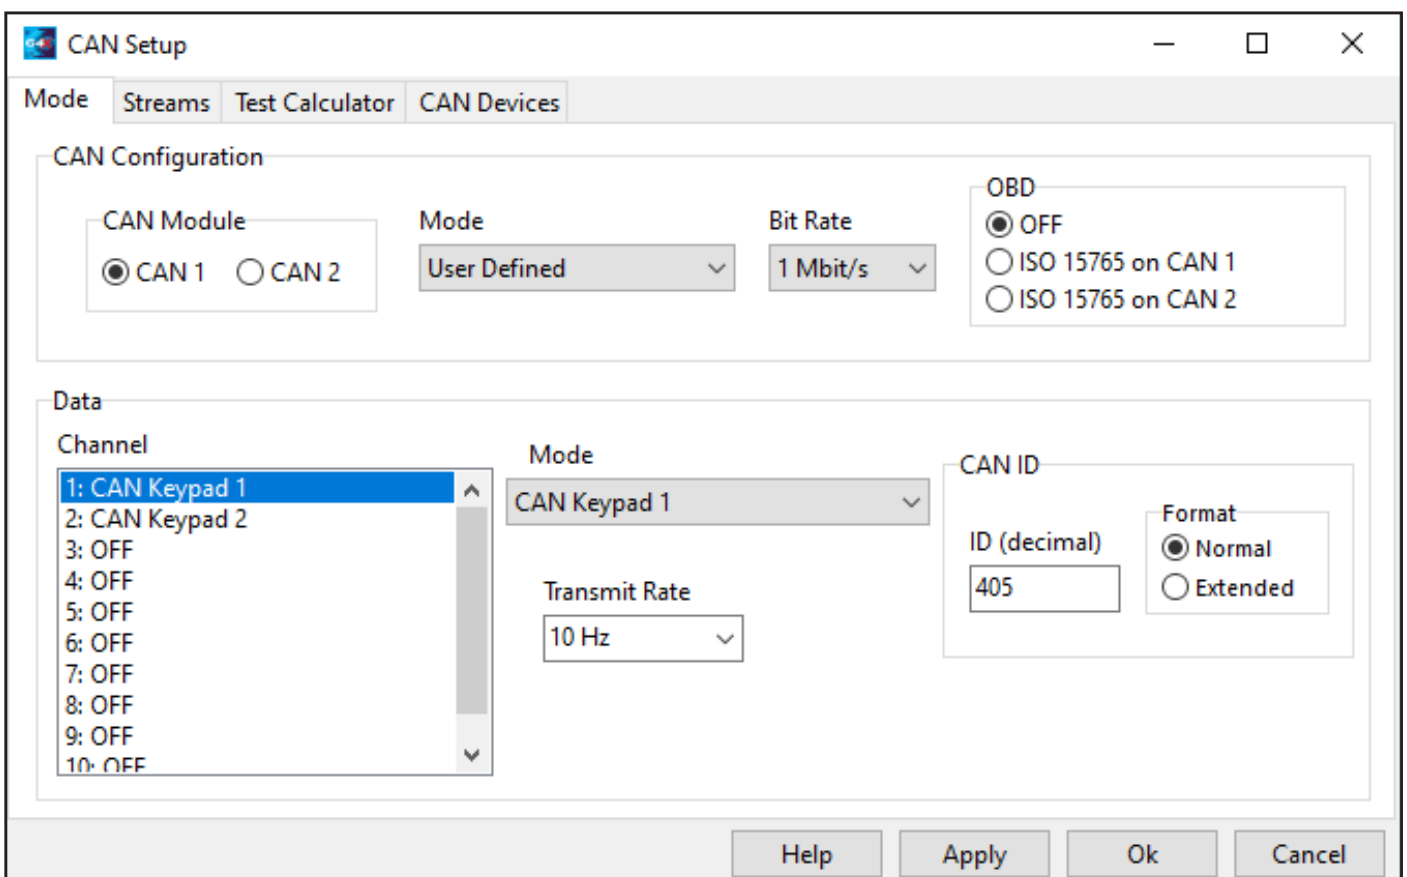 CAN Setup
Mode
Streams
Test Calculator
CAN Devices
CAN Configuration
CAN Module
CAN 1
CAN 2
Mode
User Defined
Bit Rate
1 Mbit/s
OBD
OFF
ISO 15765 on CAN 1
ISO 15765 on CAN 2
Data
Channel
1: CAN Keypad 1
2: CAN Keypad 2
3: OFF
4: OFF
5: OFF
6: OFF
7: OFF
8: OFF
9: OFF
10: OFF
Mode
CAN Keypad 1
Transmit Rate
10 Hz
CAN ID
ID (decimal)
405
Format
Normal
Extended
Help
Apply
Ok
Cancel